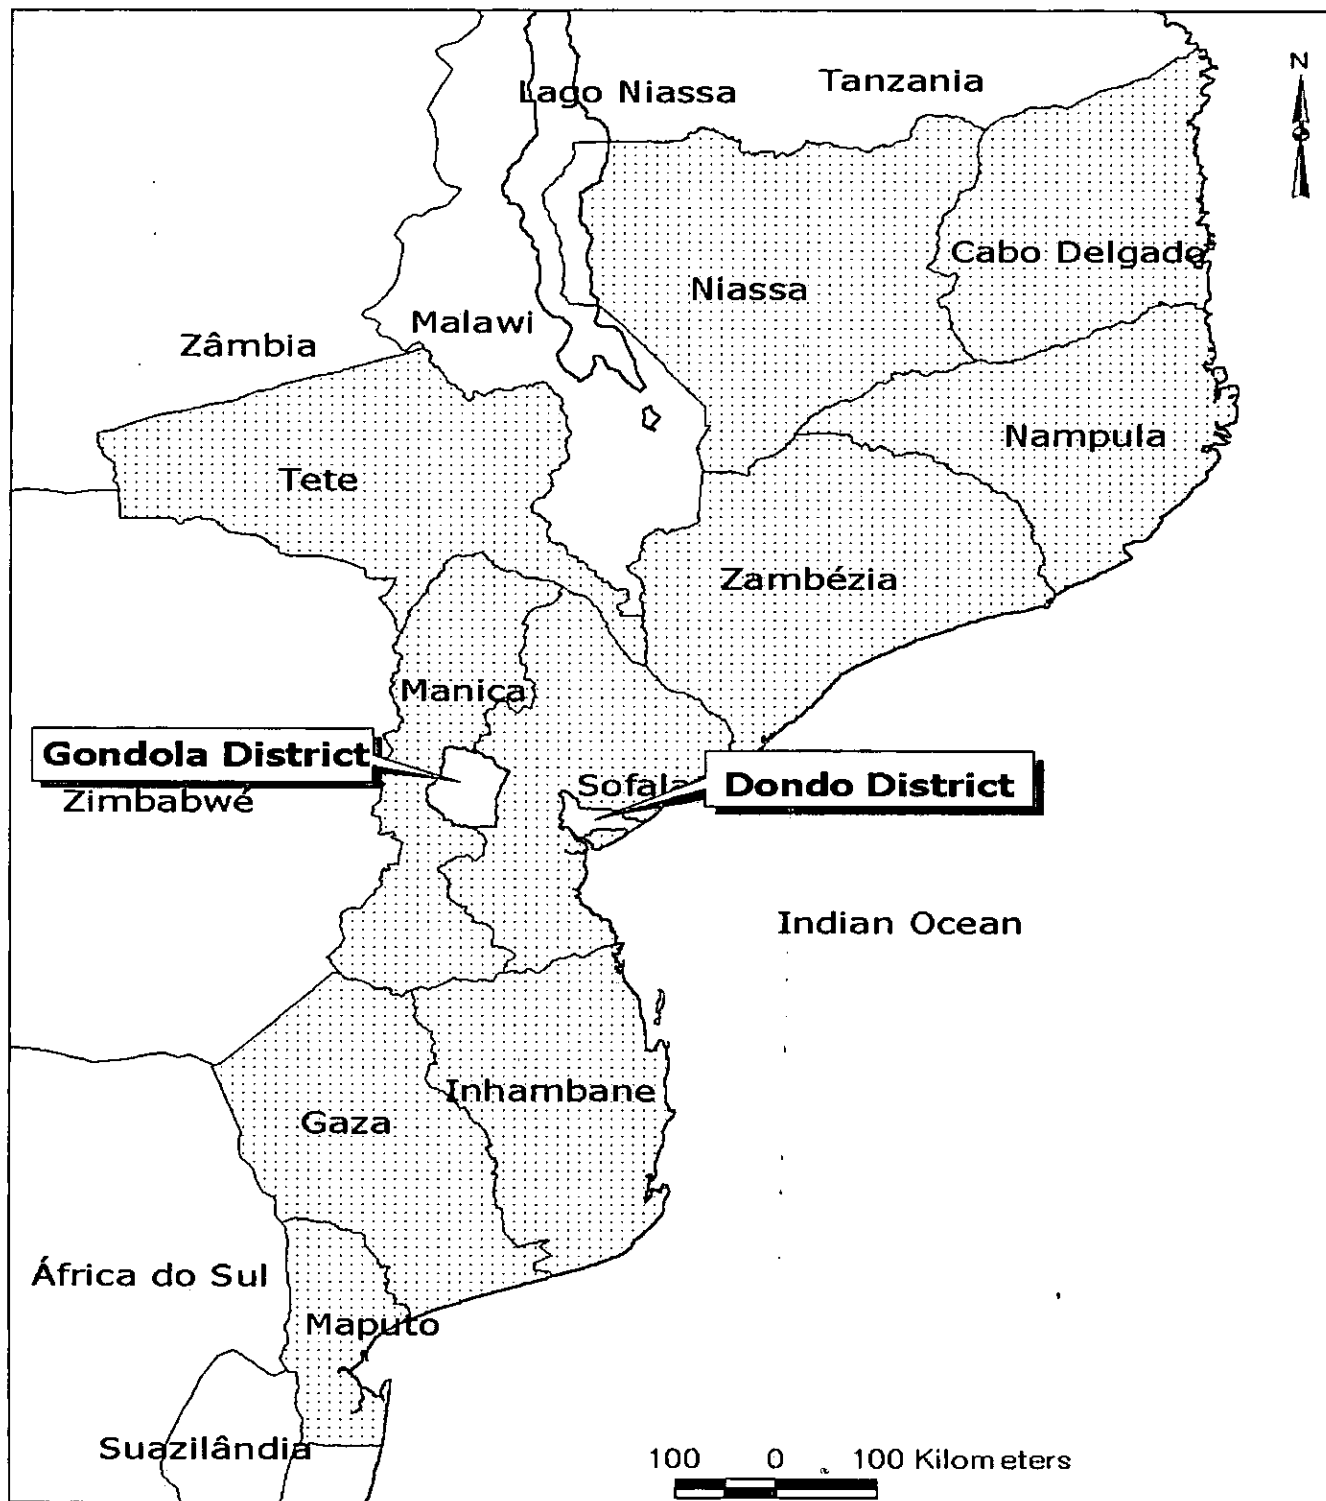 N
Tanzania
Lago Niassa
Cabo Delgado
Niassa
Malawi
Zâmbia
Nampula
Tete
Zambézia
Manica
Gondola District
Sofala
Dondo District
Zimbabwé
Indian Ocean
Inhambane
Gaza
África do Sul
Maputo
Suazilândia
100 0 100 Kilometers